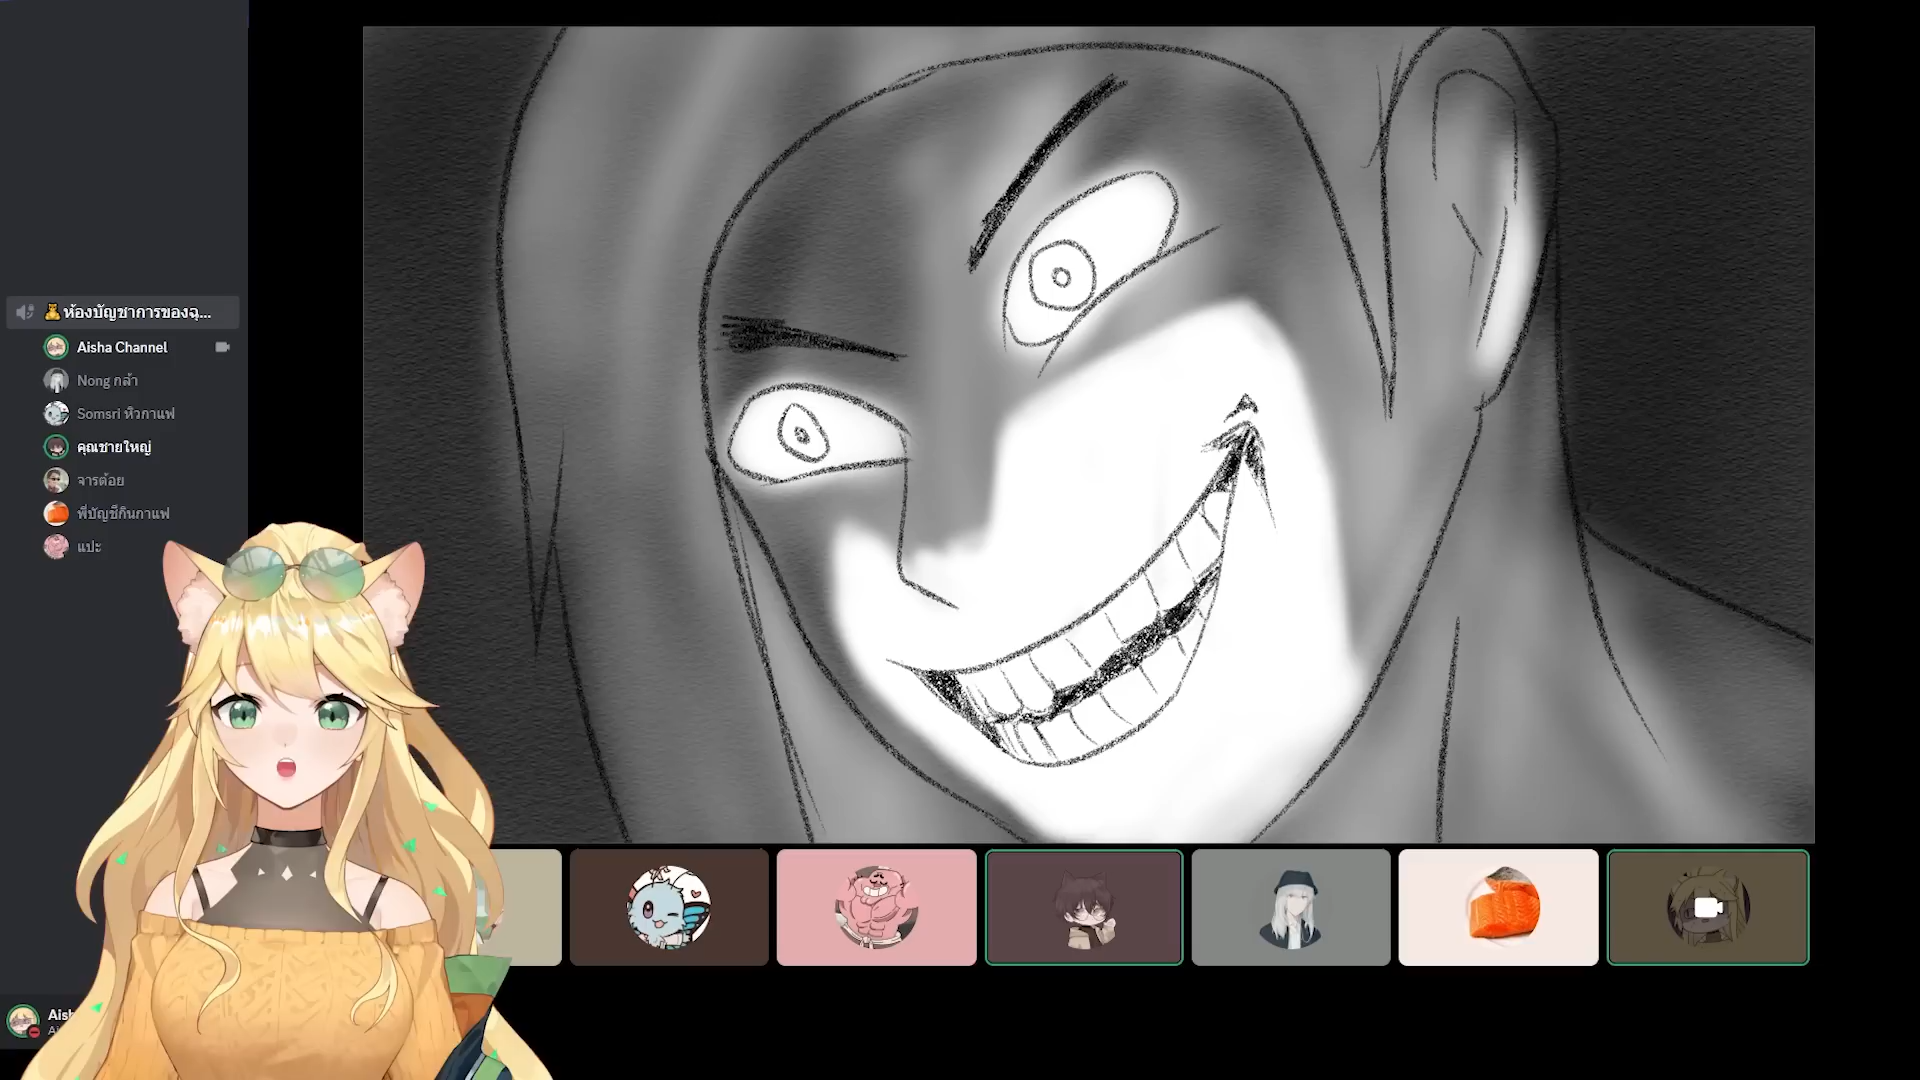 ห้องบัญชาการของฉุ...
Aisha Channel
Nong กล้า
Somsri หิวกาแฟ
คุณชายใหญ่
จารต้อย
พี่บัญชีกินกาแฟ
แปะ
Aish